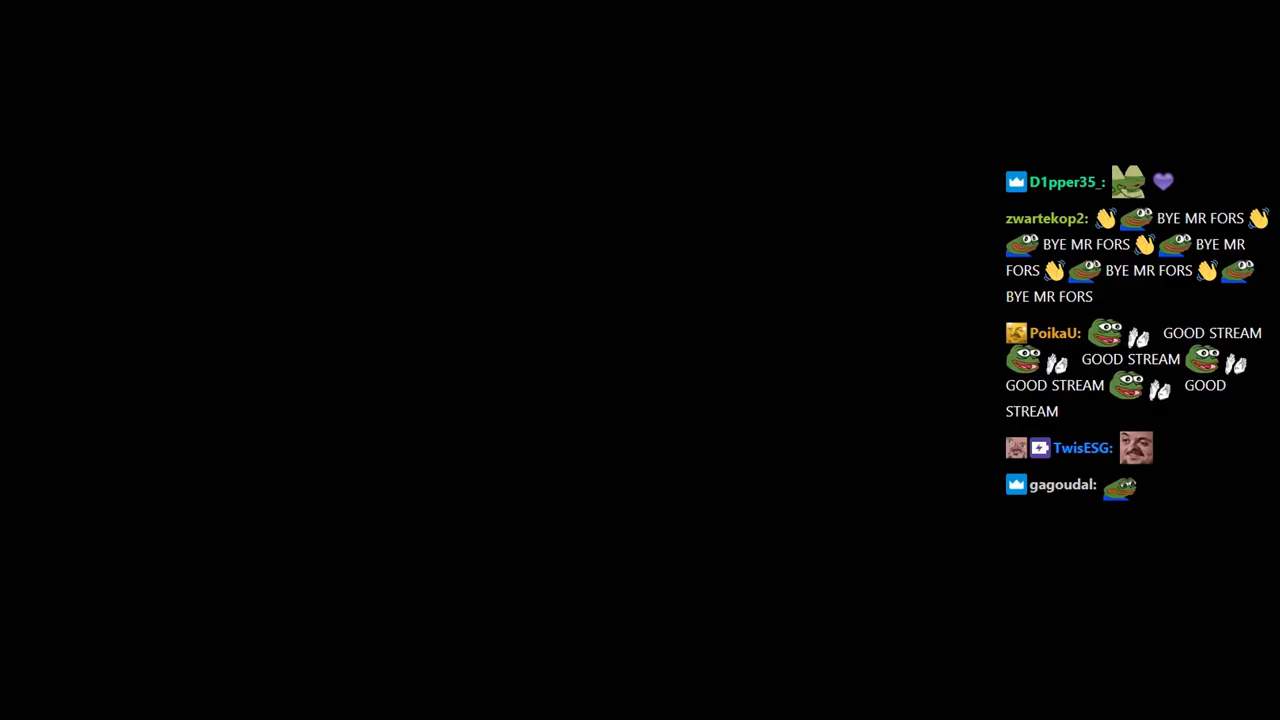 D1pper35_:
zwartekop2: BYE MR FORS
BYE MR FORS BYE MR
FORS BYE MR FORS
BYE MR FORS
PoikaU: GOOD STREAM
GOOD STREAM
GOOD STREAM GOOD
STREAM
TwisESG:
gagoudal: